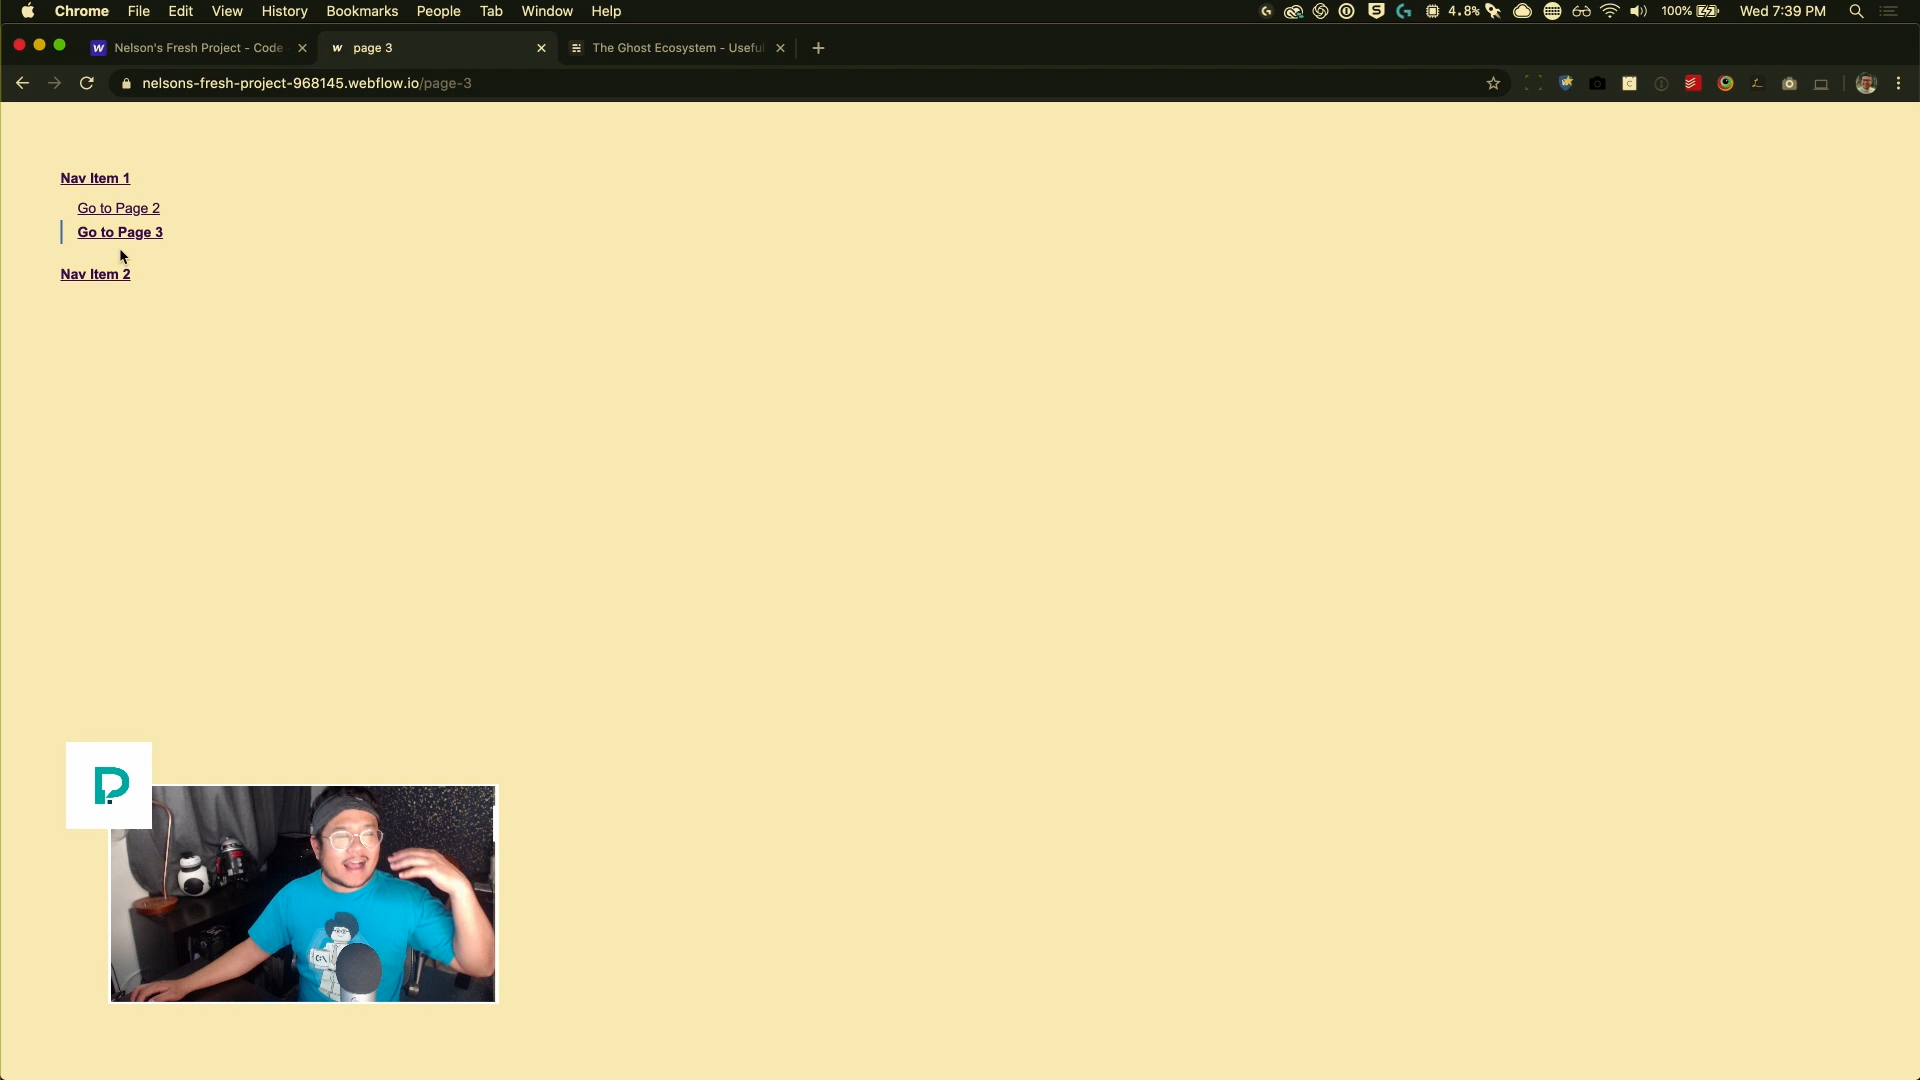 Chrome File Edit View History Bookmarks People Tab Window Help 4.8% 100% Wed 7:39 PM
Nelson's Fresh Project - Code page 3 The Ghost Ecosystem - Useful
nelsons-fresh-project-968145.webflow.io/page-3
Nav Item 1
Go to Page 2
Go to Page 3
Nav Item 2